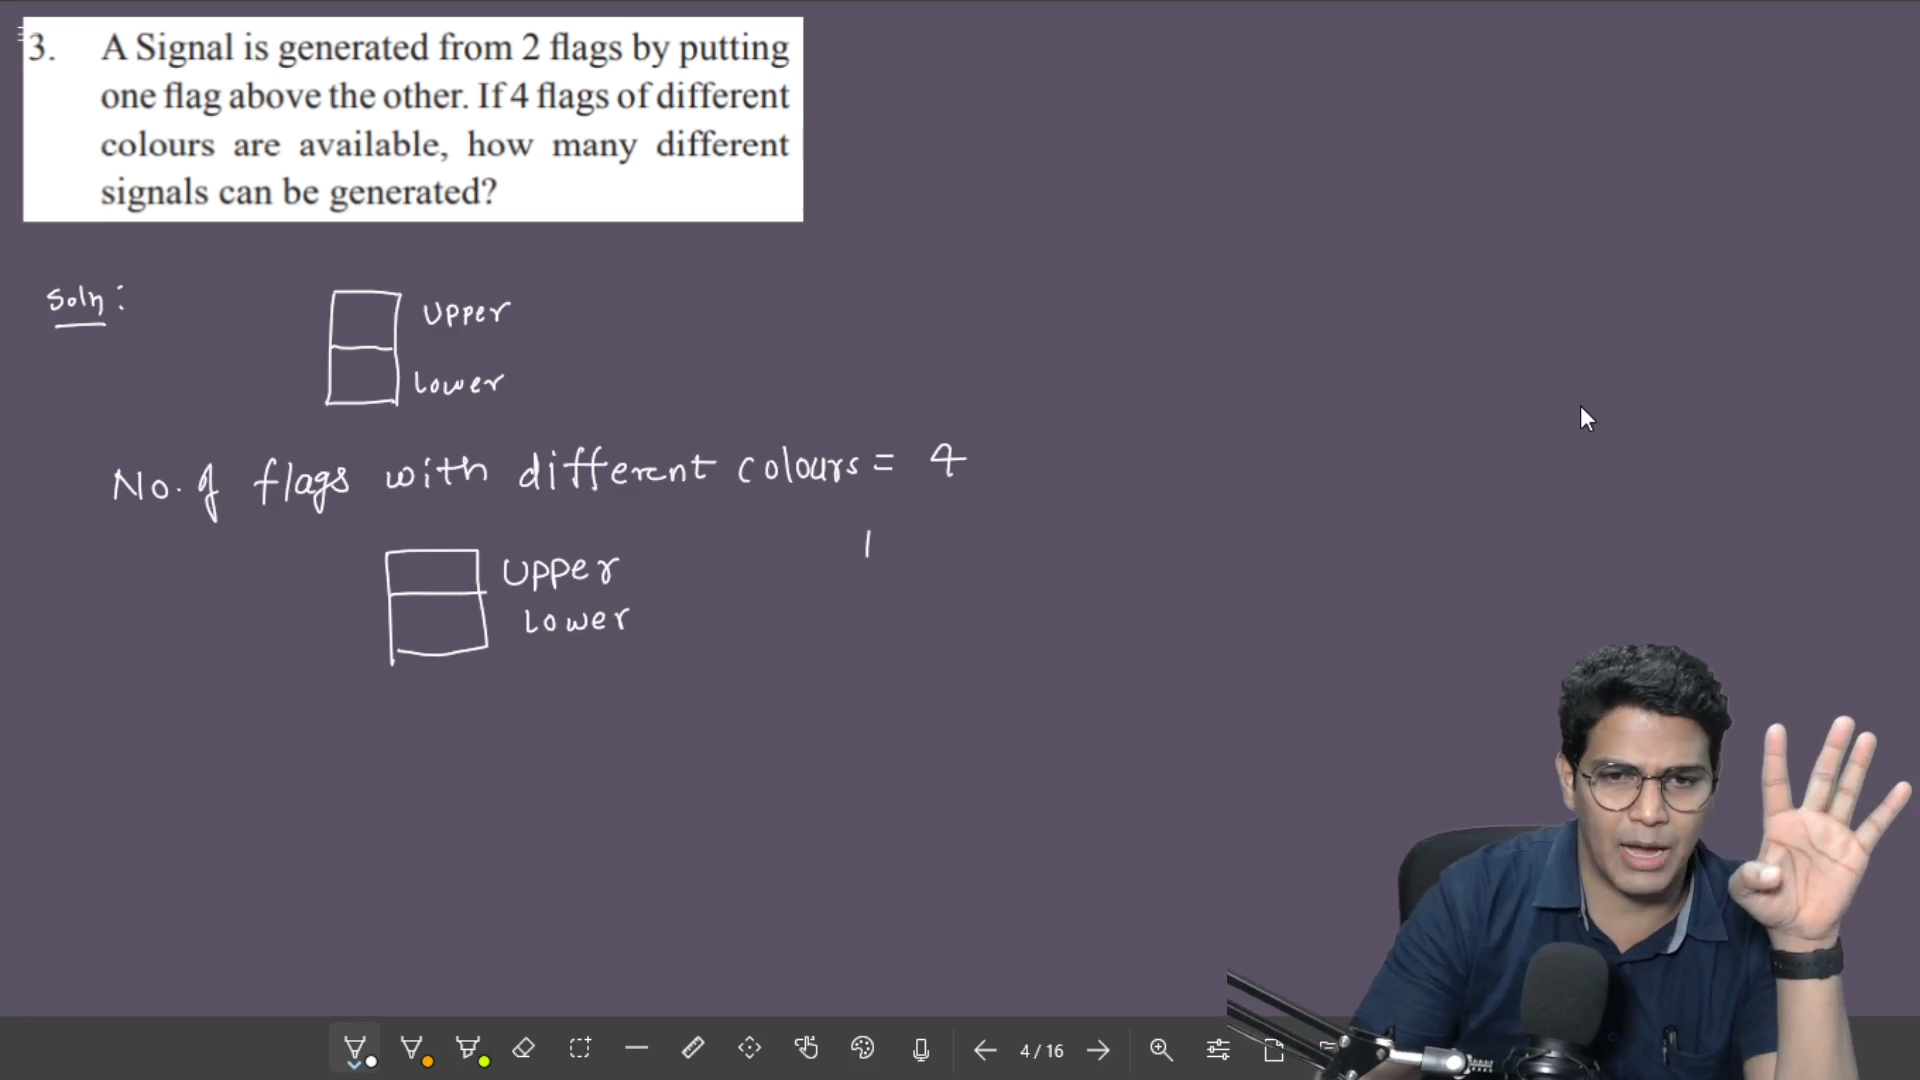 3. A Signal is generated from 2 flags by putting
one flag above the other. If 4 flags of different
colours are available, how many different
signals can be generated?
Soln :
Upper
Lower
No. of flags with different colours = 4
Upper
Lower
4 / 16